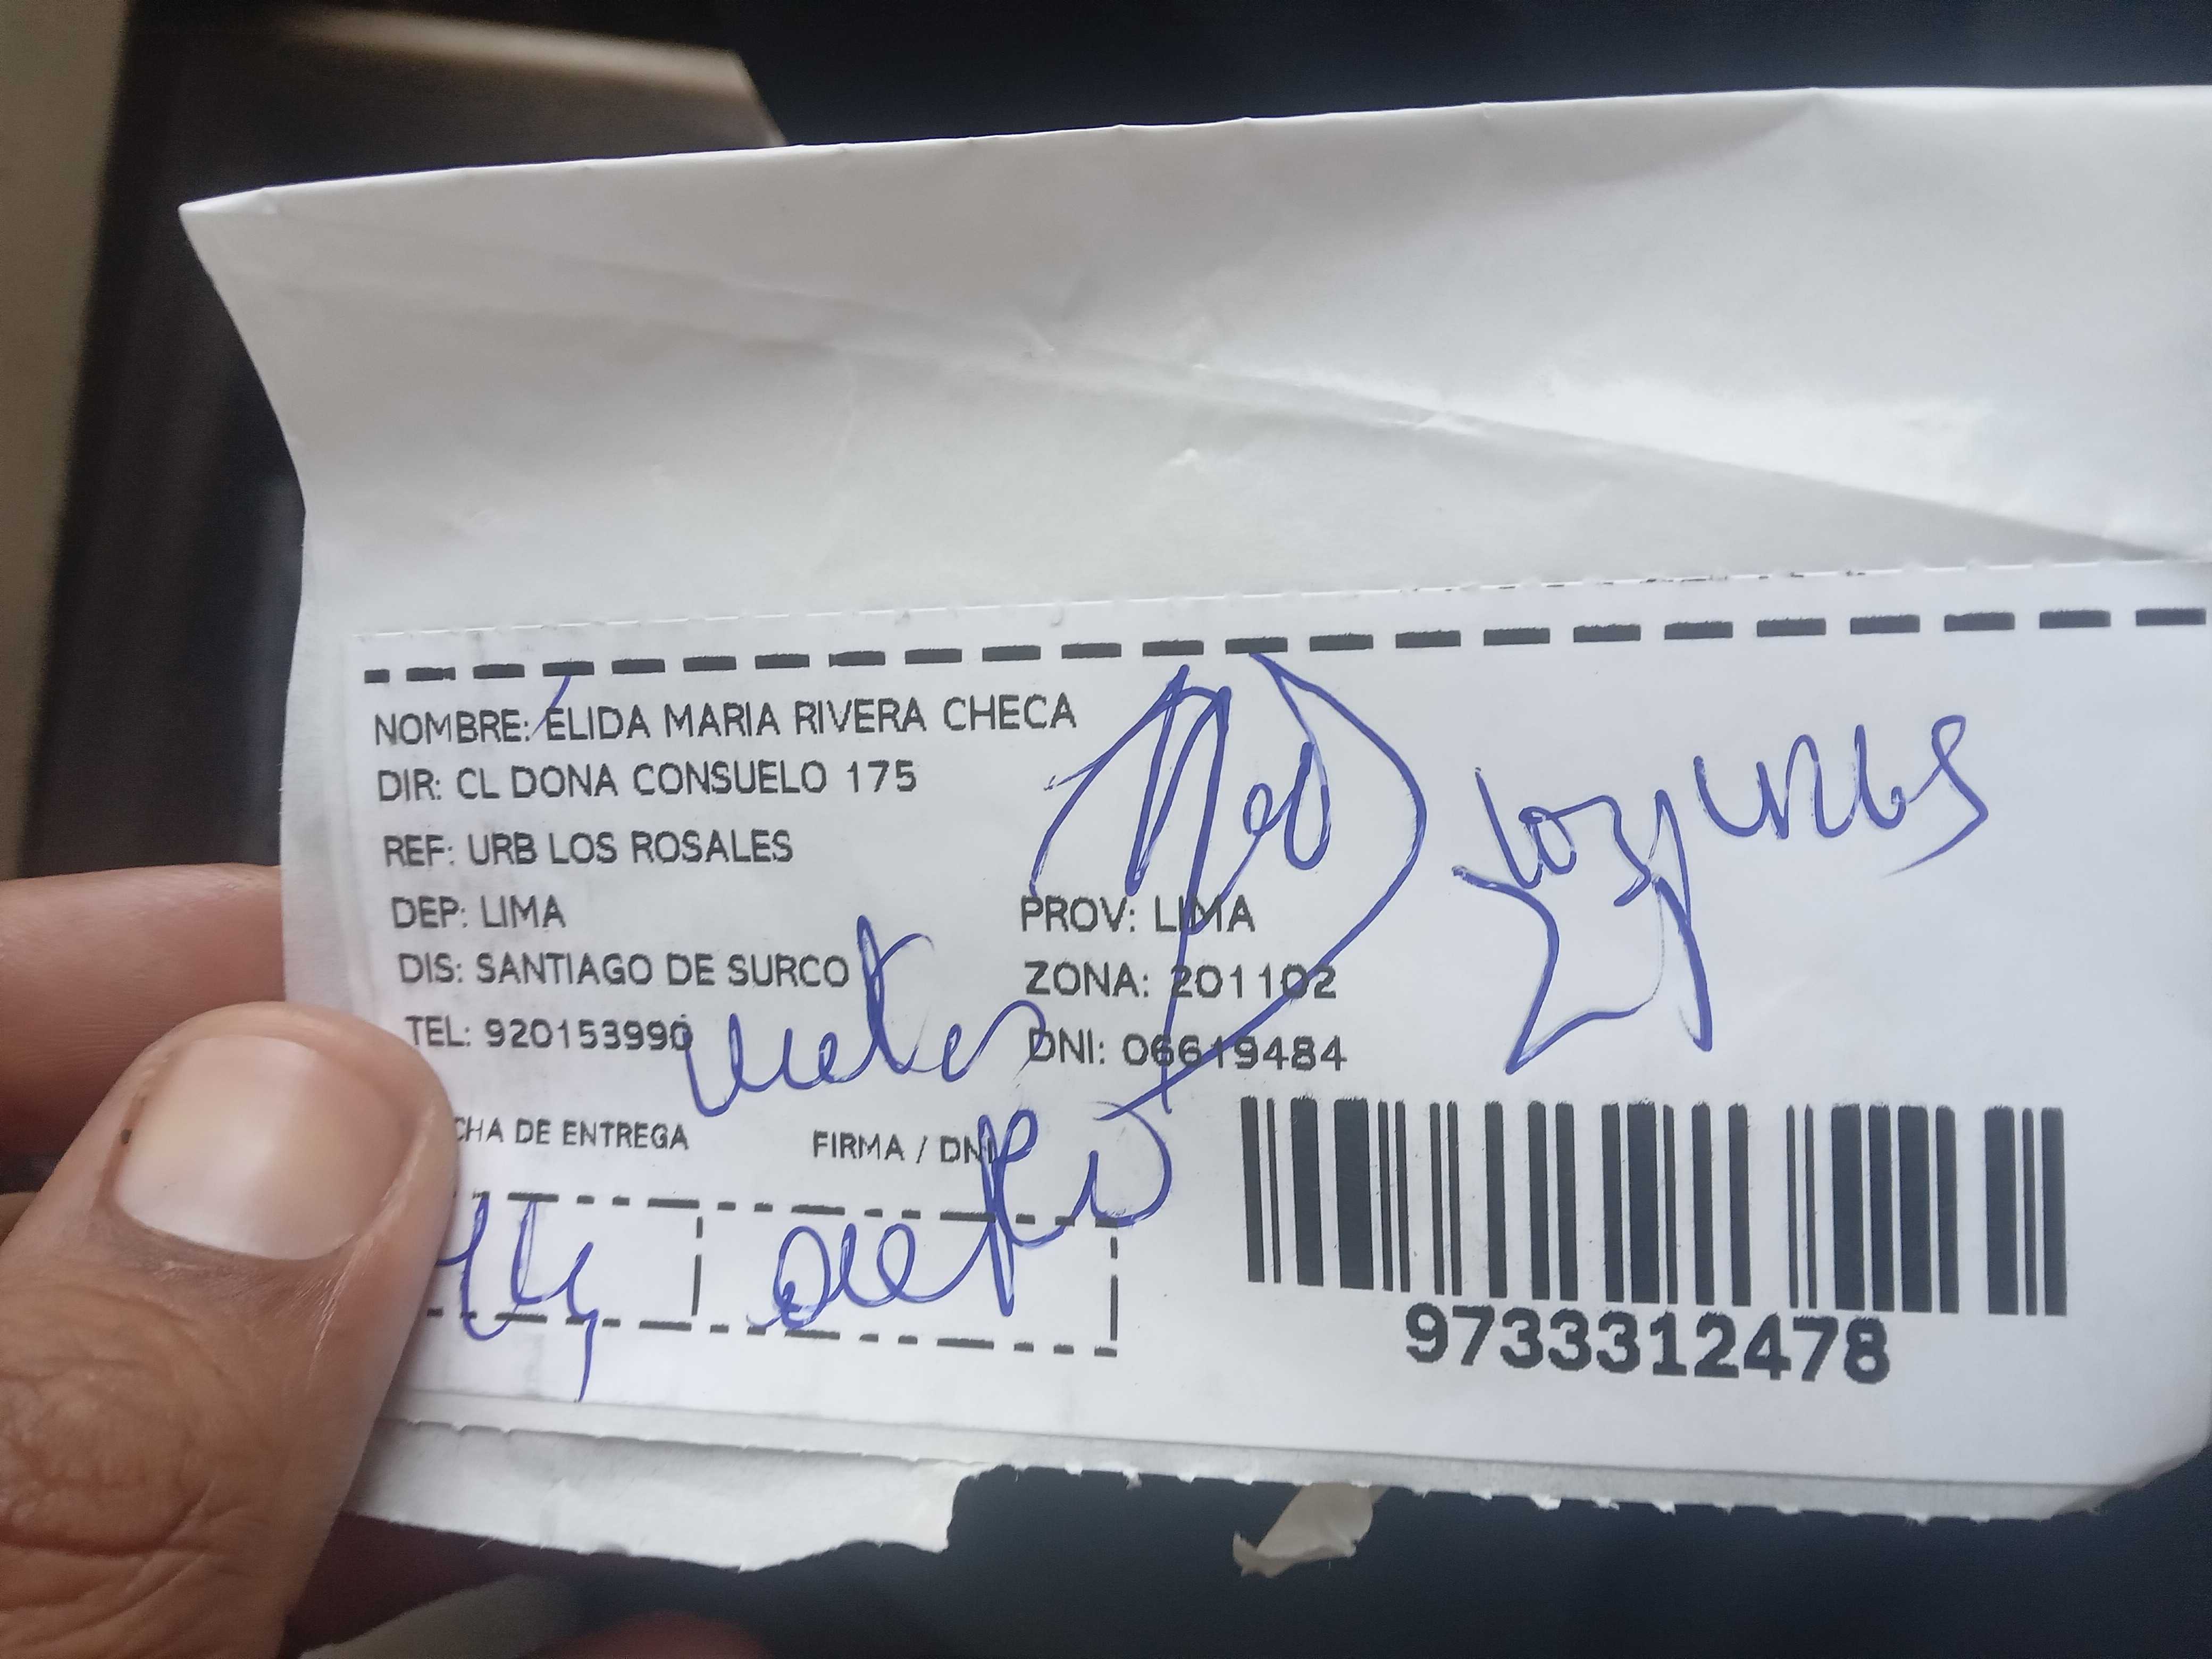 NOMBRE: ELIDA MARIA RIVERA CHECA
DIR: CL DONA CONSUELO 175
REF: URB LOS ROSALES
DEP: LIMA PROV: LIMA
DIS: SANTIAGO DE SURCO ZONA: 201102
TEL: 920153990 DNI: 06619484
CHA DE ENTREGA FIRMA / DNI
9733312478